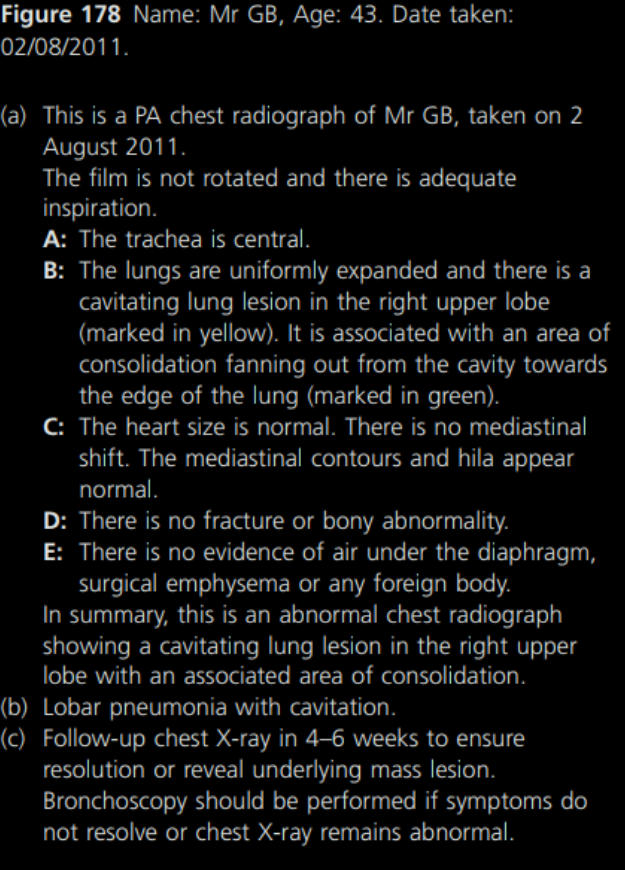 Figure 178 Name: Mr GB, Age: 43. Date taken:
02/08/2011.
(a) This is a PA chest radiograph of Mr GB, taken on 2
August 2011.
The film is not rotated and there is adequate
inspiration.
A: The trachea is central.
B: The lungs are uniformly expanded and there is a
cavitating lung lesion in the right upper lobe
(marked in yellow). It is associated with an area of
consolidation fanning out from the cavity towards
the edge of the lung (marked in green).
C: The heart size is normal. There is no mediastinal
shift. The mediastinal contours and hila appear
normal.
D: There is no fracture or bony abnormality.
E: There is no evidence of air under the diaphragm,
surgical emphysema or any foreign body.
In summary, this is an abnormal chest radiograph
showing a cavitating lung lesion in the right upper
lobe with an associated area of consolidation.
(b) Lobar pneumonia with cavitation.
(c) Follow-up chest X-ray in 4–6 weeks to ensure
resolution or reveal underlying mass lesion.
Bronchoscopy should be performed if symptoms do
not resolve or chest X-ray remains abnormal.